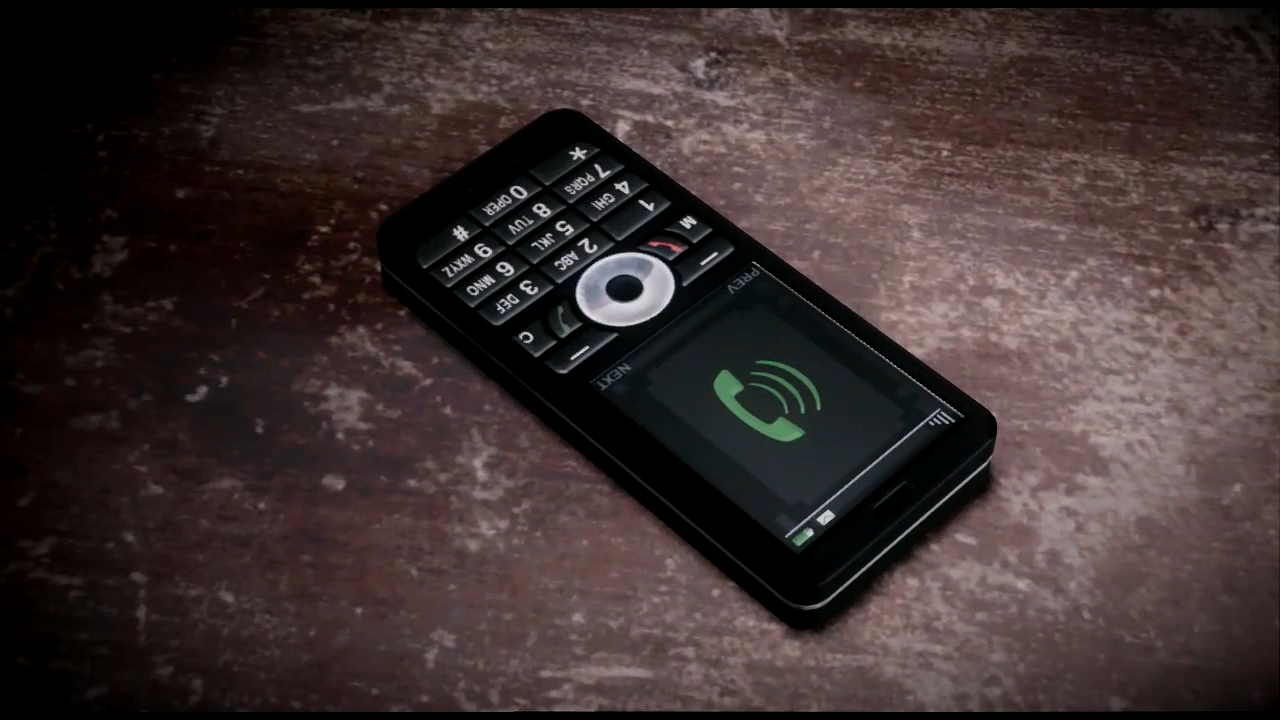 PREV NEXT
M C
1 2 ABC 3 DEF
4 GHI 5 JKL 6 MNO
7 PQRS 8 TUV 9 WXYZ
* 0 OPER #